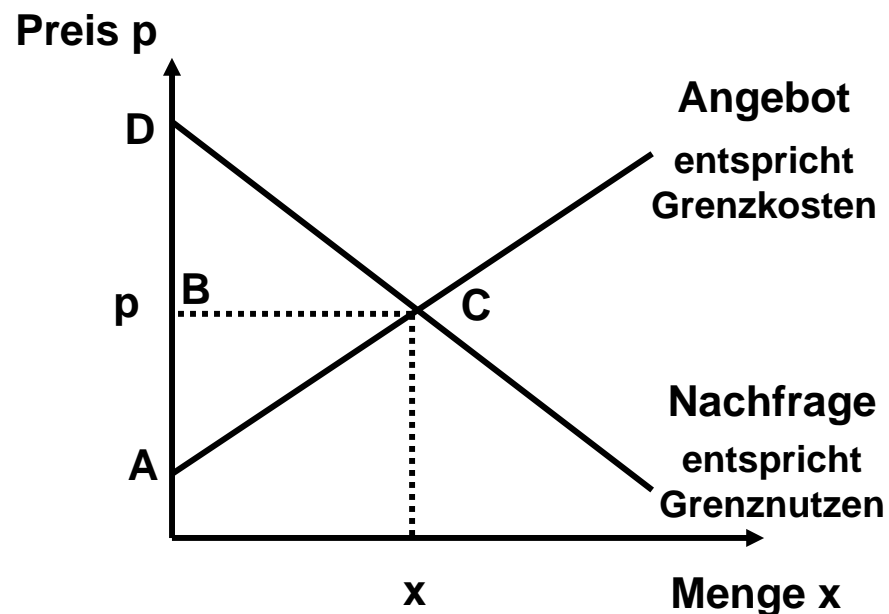 Preis p
D
Angebot
entspricht
Grenzkosten
B
p
C
A
Nachfrage
entspricht
Grenznutzen
x
Menge x